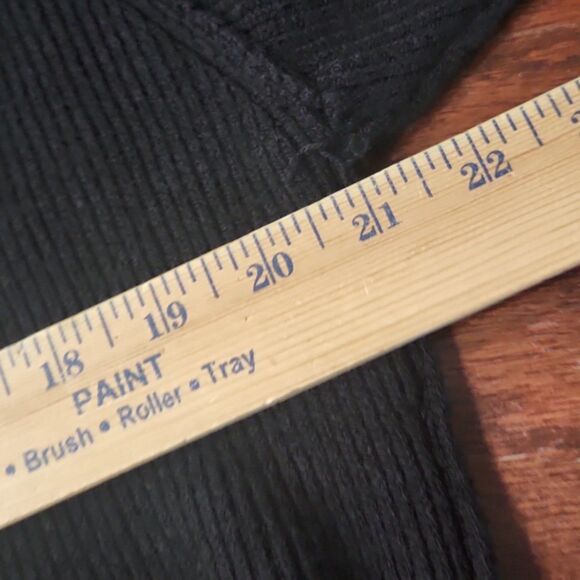 18 19 20 21 22
PAINT
• Brush • Roller • Tray